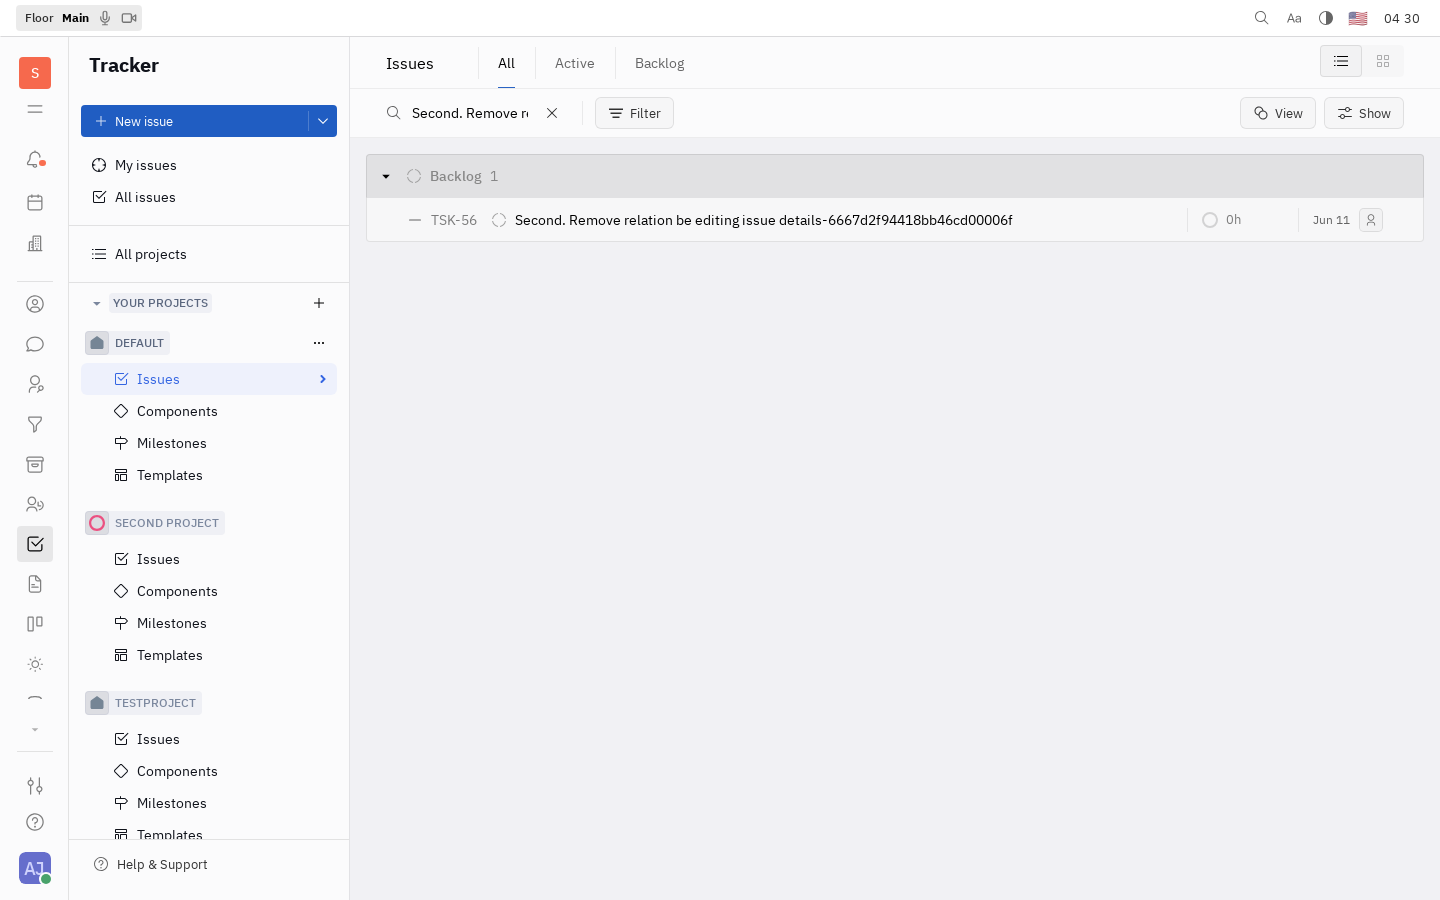 Floor Main
Aa
04 30
S
Tracker
New issue
My issues
All issues
All projects
YOUR PROJECTS
DEFAULT
Issues
Components
Milestones
Templates
SECOND PROJECT
Issues
Components
Milestones
Templates
TESTPROJECT
Issues
Components
Milestones
Templates
Help & Support
AJ
Issues
All
Active
Backlog
Second. Remove re
Filter
View
Show
Backlog 1
TSK-56
Second. Remove relation be editing issue details-6667d2f94418bb46cd00006f
0h
Jun 11